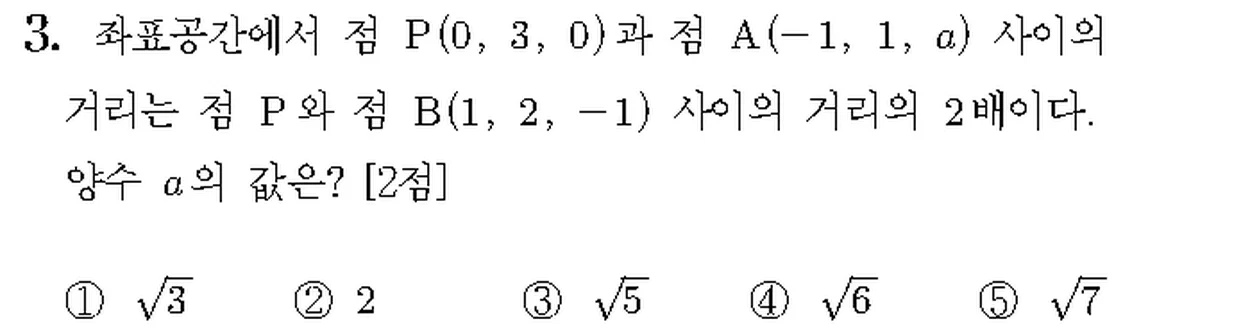 3. 좌표공간에서 점 P(0, 3, 0)과 점 A(−1, 1, a) 사이의
거리는 점 P와 점 B(1, 2, −1) 사이의 거리의 2배이다.
양수 a의 값은? [2점]
① √3 ② 2 ③ √5 ④ √6 ⑤ √7